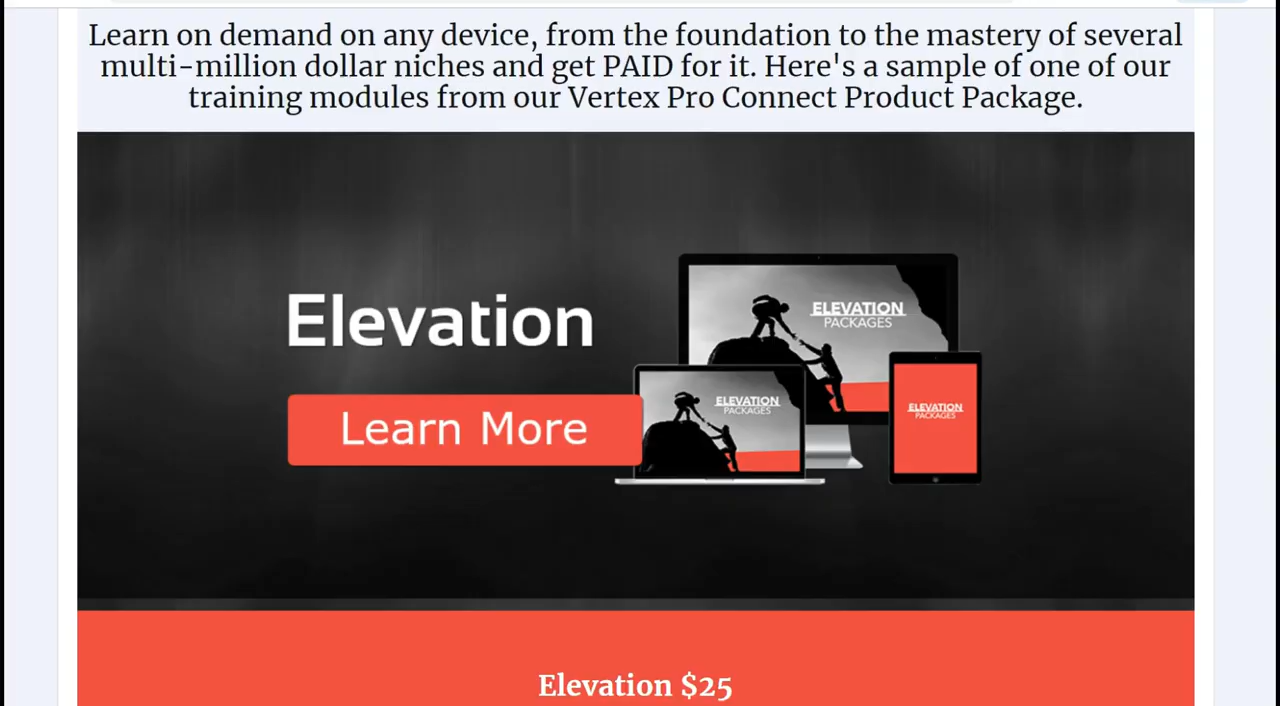 Learn on demand on any device, from the foundation to the mastery of several
multi-million dollar niches and get PAID for it. Here's a sample of one of our
training modules from our Vertex Pro Connect Product Package.
Elevation
Learn More
ELEVATION
PACKAGES
ELEVATION
PACKAGES
ELEVATION
PACKAGES
Elevation $25